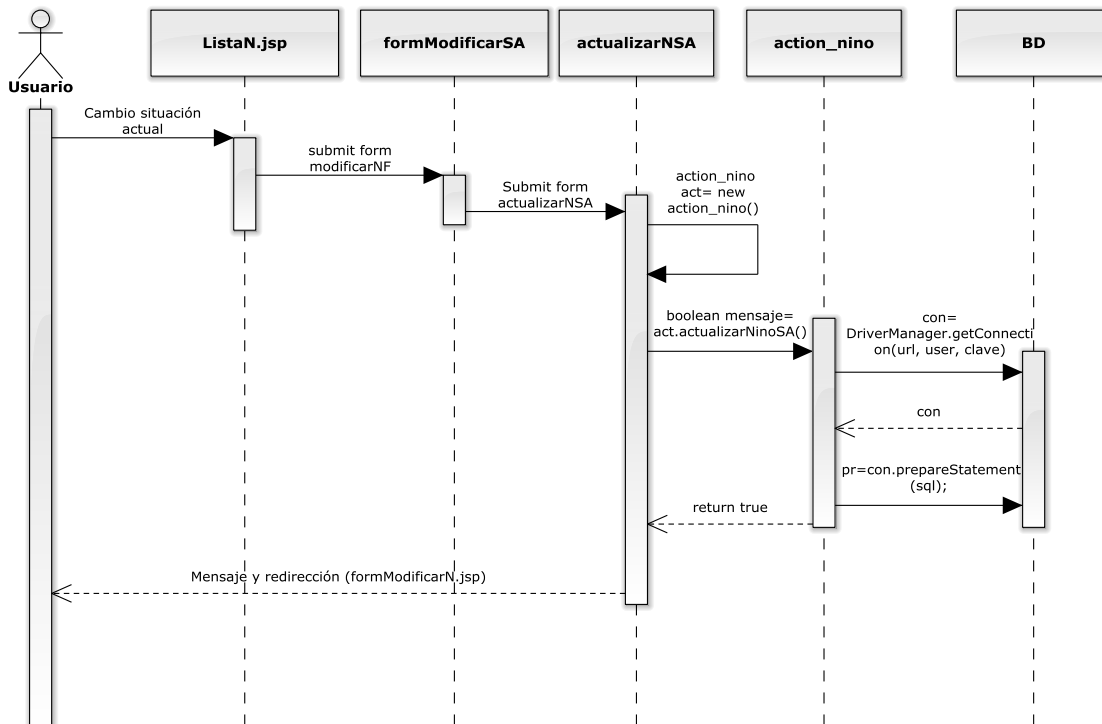 Usuario
ListaN.jsp
formModificarSA
actualizarNSA
action_nino
BD
Cambio situación
actual
submit form
modificarNF
Submit form
actualizarNSA
action_nino
act= new
action_nino()
boolean mensaje=
act.actualizarNinoSA()
con=
DriverManager.getConnecti
on(url, user, clave)
con
pr=con.prepareStatement
(sql);
return true
Mensaje y redirección (formModificarN.jsp)